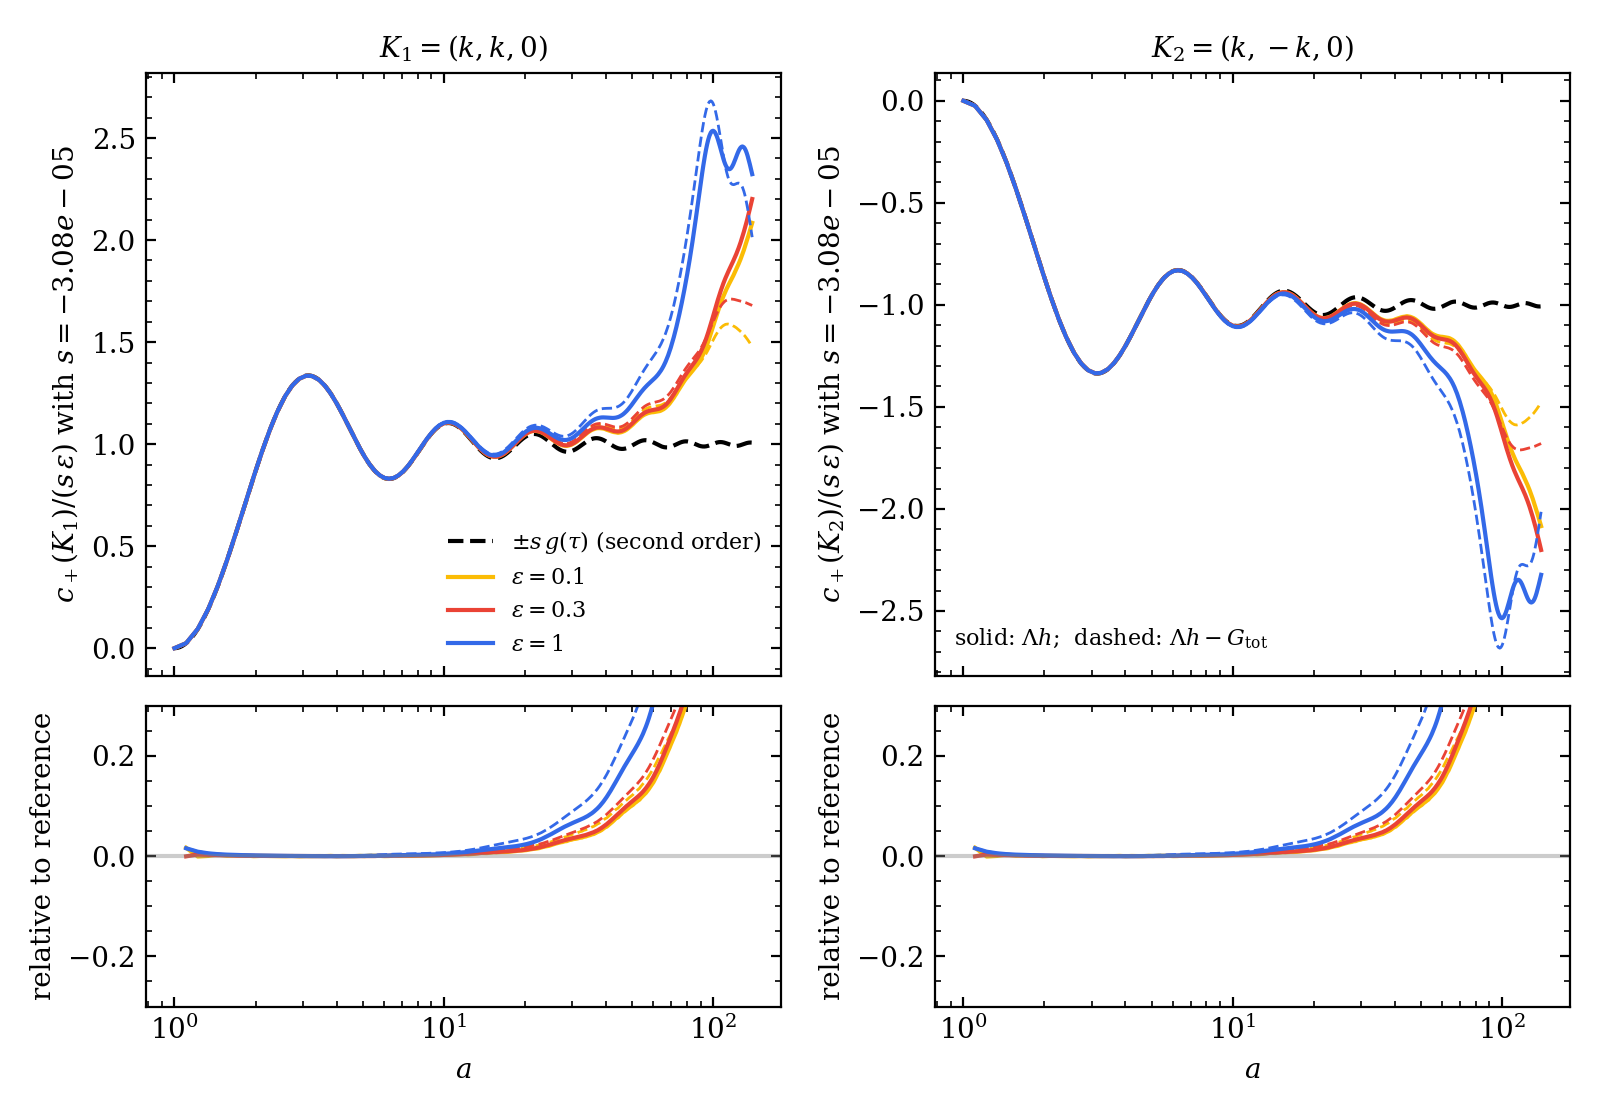 K₁ = (k, k, 0)
K₂ = (k, −k, 0)
c₊(K₁)/(s ε) with s = −3.08e − 05
2.5
2.0
1.5
1.0
0.5
0.0
±s g(τ) (second order)
ε = 0.1
ε = 0.3
ε = 1
c₊(K₂)/(s ε) with s = −3.08e − 05
0.0
−0.5
−1.0
−1.5
−2.0
−2.5
solid: Λh; dashed: Λh − G_tot
relative to reference
0.2
0.0
−0.2
10⁰
10¹
10²
a
relative to reference
0.2
0.0
−0.2
10⁰
10¹
10²
a